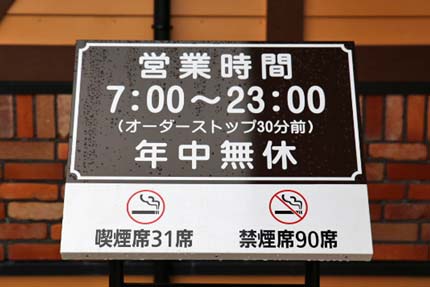 営業時間
7:00～23:00
(オーダーストップ30分前)
年中無休
喫煙席31席
禁煙席90席